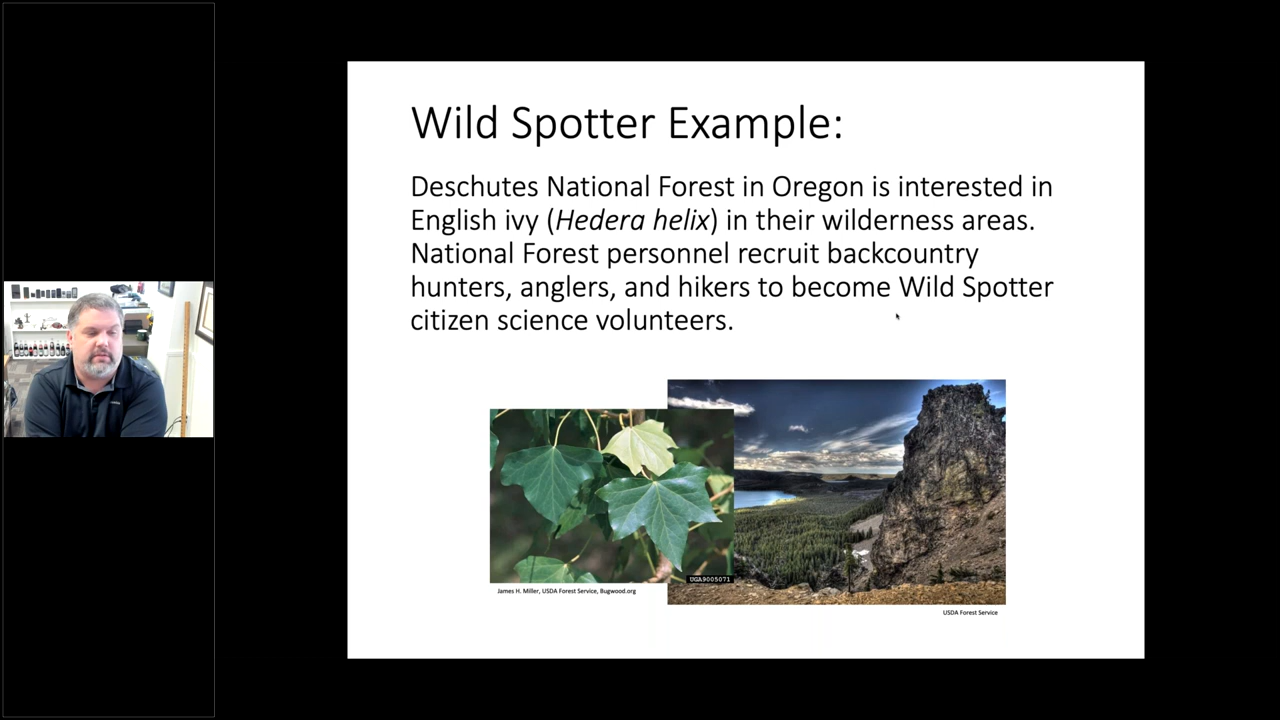 Wild Spotter Example:
Deschutes National Forest in Oregon is interested in
English ivy (Hedera helix) in their wilderness areas.
National Forest personnel recruit backcountry
hunters, anglers, and hikers to become Wild Spotter
citizen science volunteers.
UGA9005071
James H. Miller, USDA Forest Service, Bugwood.org
USDA Forest Service